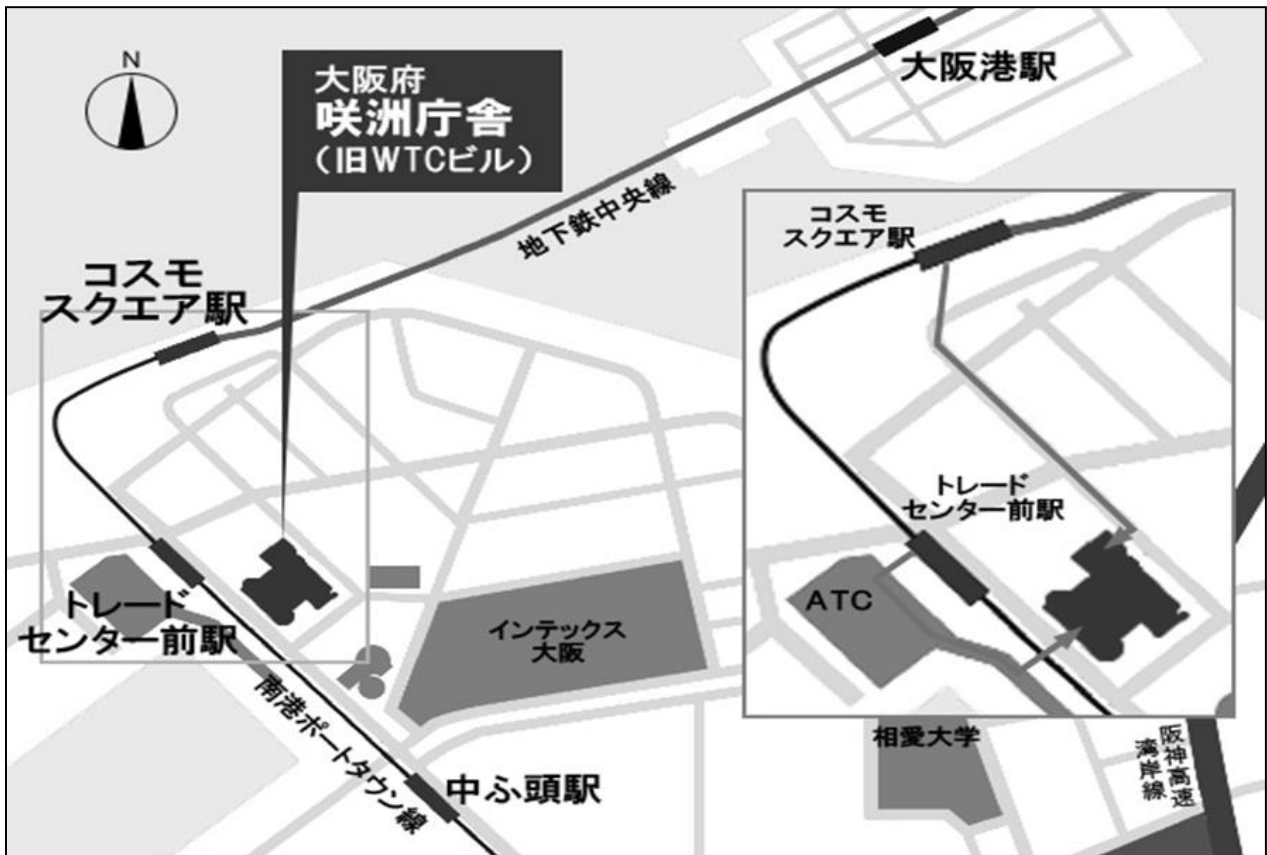 N
大阪府
咲洲庁舎
(旧WTCビル)
大阪港駅
地下鉄中央線
コスモ
スクエア駅
コスモ
スクエア駅
トレード
センター前駅
ATC
トレード
センター前駅
インテックス
大阪
南港ポートタウン線
中ふ頭駅
相愛大学
阪神高速
湾岸線